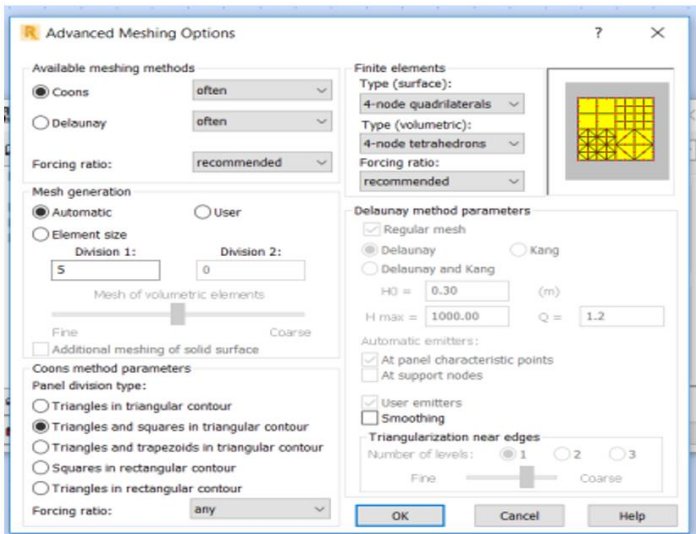 Advanced Meshing Options
?
Available meshing methods
Coons
often
Delaunay
often
Forcing ratio:
recommended
Mesh generation
Automatic
User
Element size
Division 1:
Division 2:
5
0
Mesh of volumetric elements
Fine
Coarse
Additional meshing of solid surface
Coons method parameters
Panel division type:
Triangles in triangular contour
Triangles and squares in triangular contour
Triangles and trapezoids in triangular contour
Squares in rectangular contour
Triangles in rectangular contour
Forcing ratio:
any
Finite elements
Type (surface):
4-node quadrilaterals
Type (volumetric):
4-node tetrahedrons
Forcing ratio:
recommended
Delaunay method parameters
Regular mesh
Delaunay
Kang
Delaunay and Kang
H0 =
0.30
(m)
H max =
1000.00
Q =
1.2
Automatic emitters:
At panel characteristic points
At support nodes
User emitters
Smoothing
Triangularization near edges
Number of levels:
1
2
3
Fine
Coarse
OK
Cancel
Help